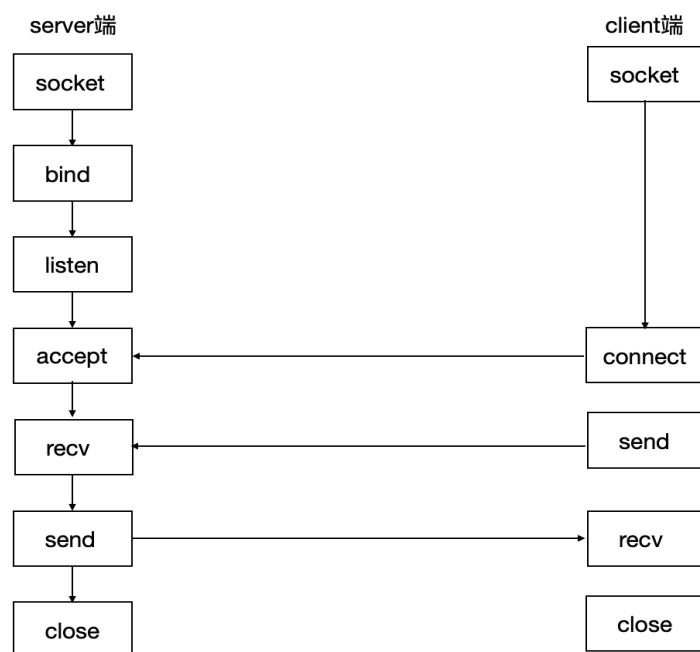 server端
client端
socket
socket
bind
listen
accept
connect
recv
send
send
recv
close
close